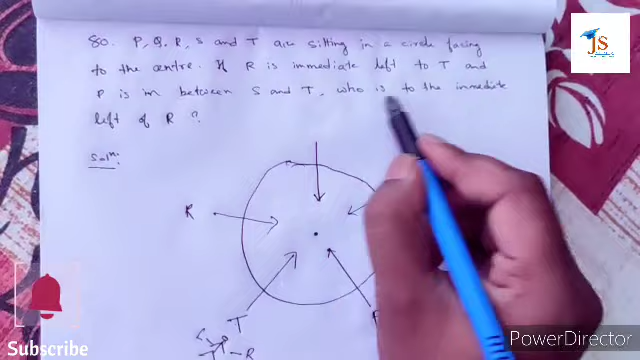 80. P, Q, R, S and T are sitting in a circle facing
to the centre. If R is immediate left to T and
P is in between S and T, who is to the immediate
left of R ?
Solⁿ.
R
T
S P
T - R
JS
Subscribe
PowerDirector